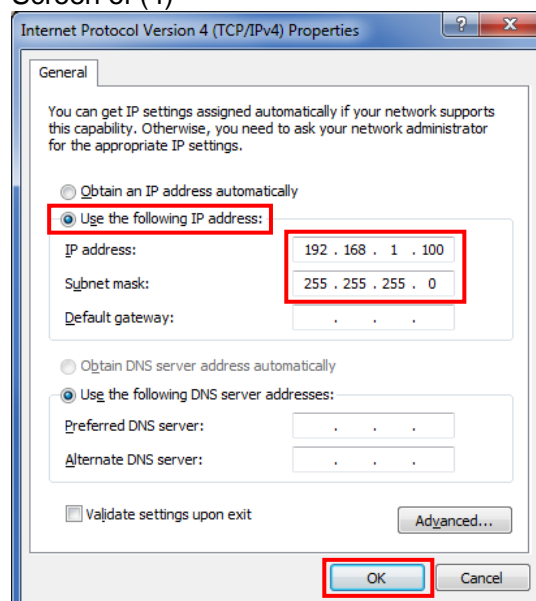 Screen of (4)
Internet Protocol Version 4 (TCP/IPv4) Properties
General
You can get IP settings assigned automatically if your network supports
this capability. Otherwise, you need to ask your network administrator
for the appropriate IP settings.
Obtain an IP address automatically
Use the following IP address:
IP address: 192 . 168 . 1 . 100
Subnet mask: 255 . 255 . 255 . 0
Default gateway: . . .
Obtain DNS server address automatically
Use the following DNS server addresses:
Preferred DNS server: . . .
Alternate DNS server: . . .
Validate settings upon exit
Advanced...
OK Cancel